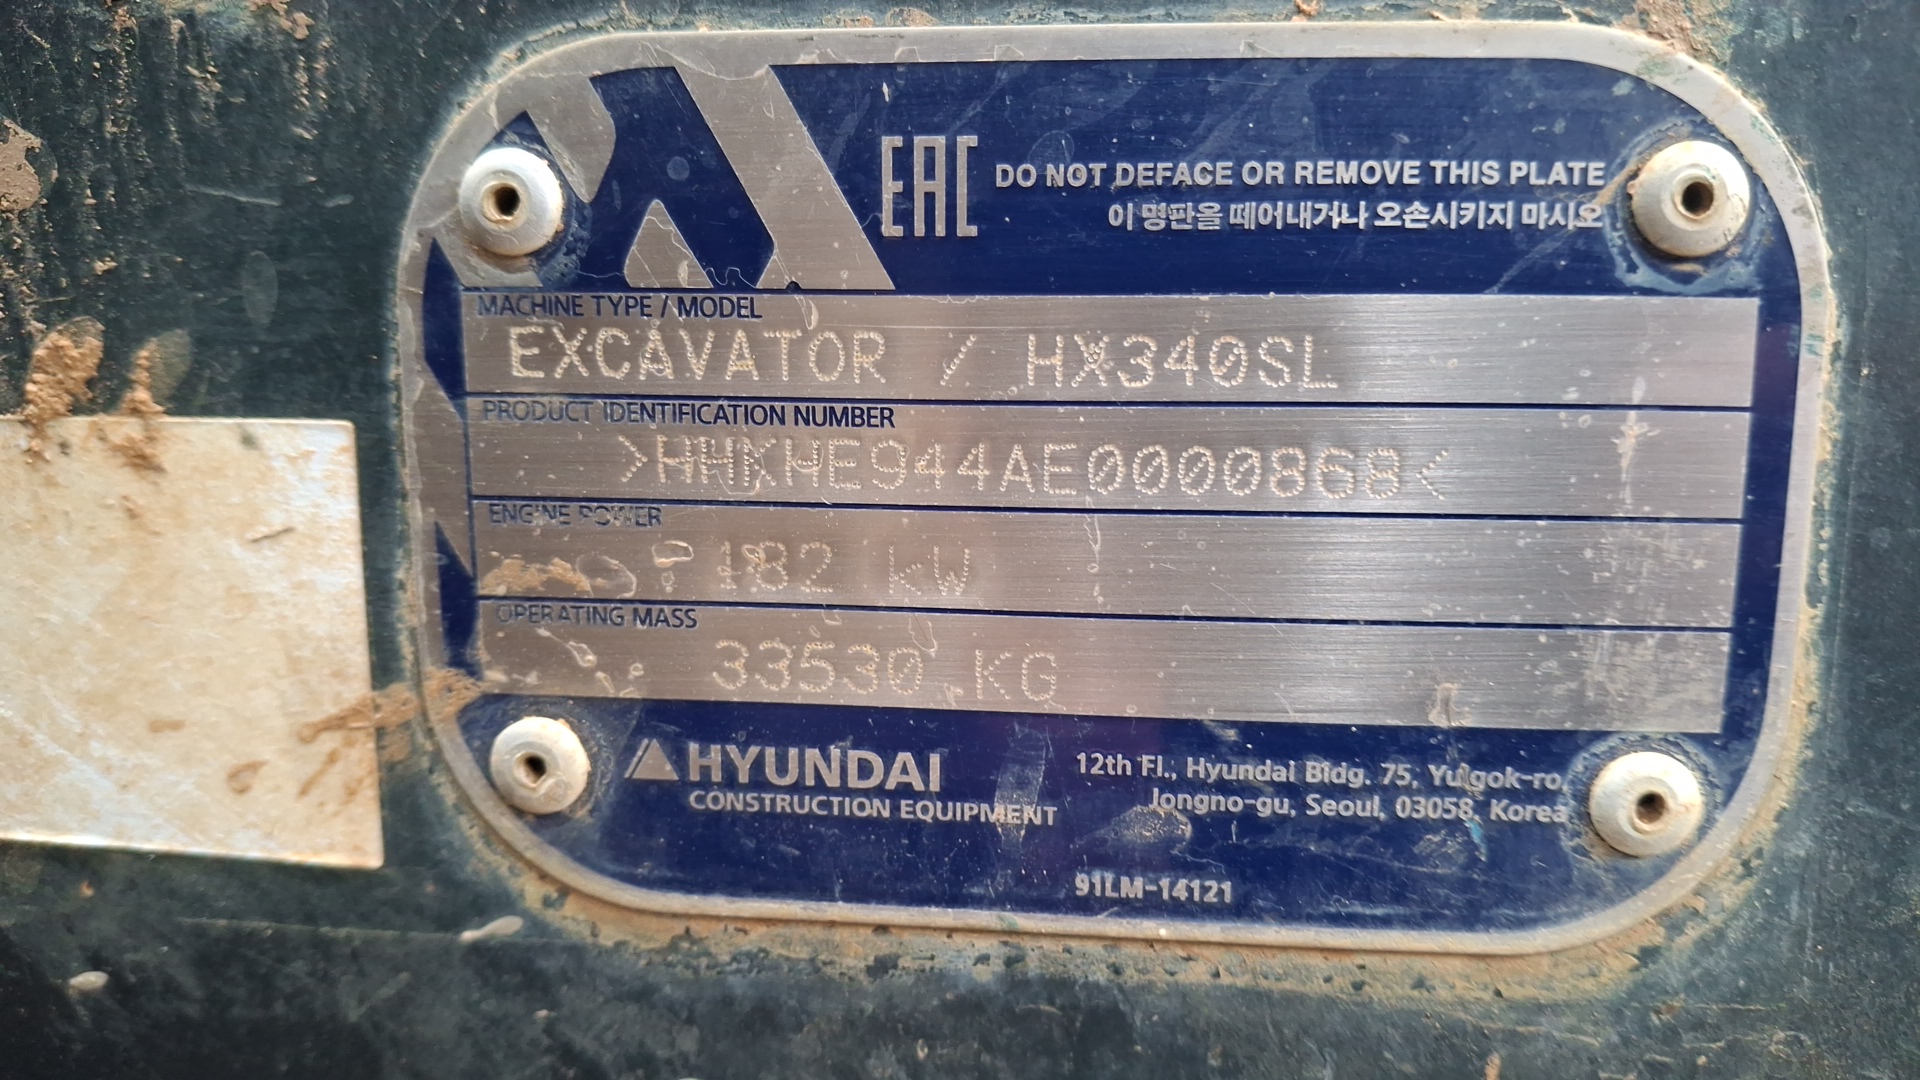 EAC
DO NOT DEFACE OR REMOVE THIS PLATE
이 명판을 떼어내거나 오손시키지 마시오
MACHINE TYPE / MODEL
EXCAVATOR / HX340SL
PRODUCT IDENTIFICATION NUMBER
>HHKHE944AE0000868<
ENGINE POWER
182 kW
OPERATING MASS
33530 KG
HYUNDAI
CONSTRUCTION EQUIPMENT
12th Fl., Hyundai Bldg. 75, Yulgok-ro,
Jongno-gu, Seoul, 03058, Korea
91LM-14121